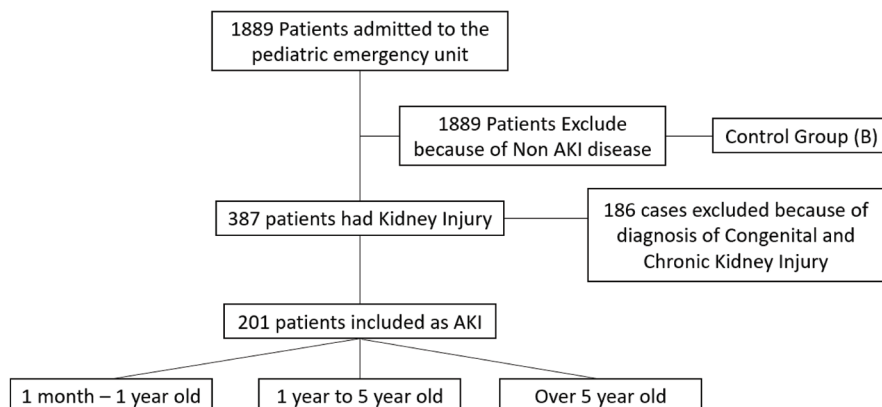 1889 Patients admitted to the
pediatric emergency unit
1889 Patients Exclude
because of Non AKI disease
Control Group (B)
387 patients had Kidney Injury
186 cases excluded because of
diagnosis of Congenital and
Chronic Kidney Injury
201 patients included as AKI
1 month – 1 year old
1 year to 5 year old
Over 5 year old